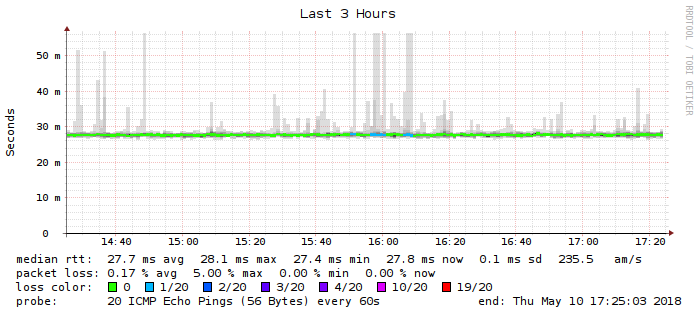 Last 3 Hours
RRDTOOL / TOBI OETIKER
Seconds
50 m
40 m
30 m
20 m
10 m
0
14:40 15:00 15:20 15:40 16:00 16:20 16:40 17:00 17:20
median rtt: 27.7 ms avg 28.1 ms max 27.4 ms min 27.8 ms now 0.1 ms sd 235.5 am/s
packet loss: 0.17 % avg 5.00 % max 0.00 % min 0.00 % now
loss color: 0 1/20 2/20 3/20 4/20 10/20 19/20
probe: 20 ICMP Echo Pings (56 Bytes) every 60s end: Thu May 10 17:25:03 2018